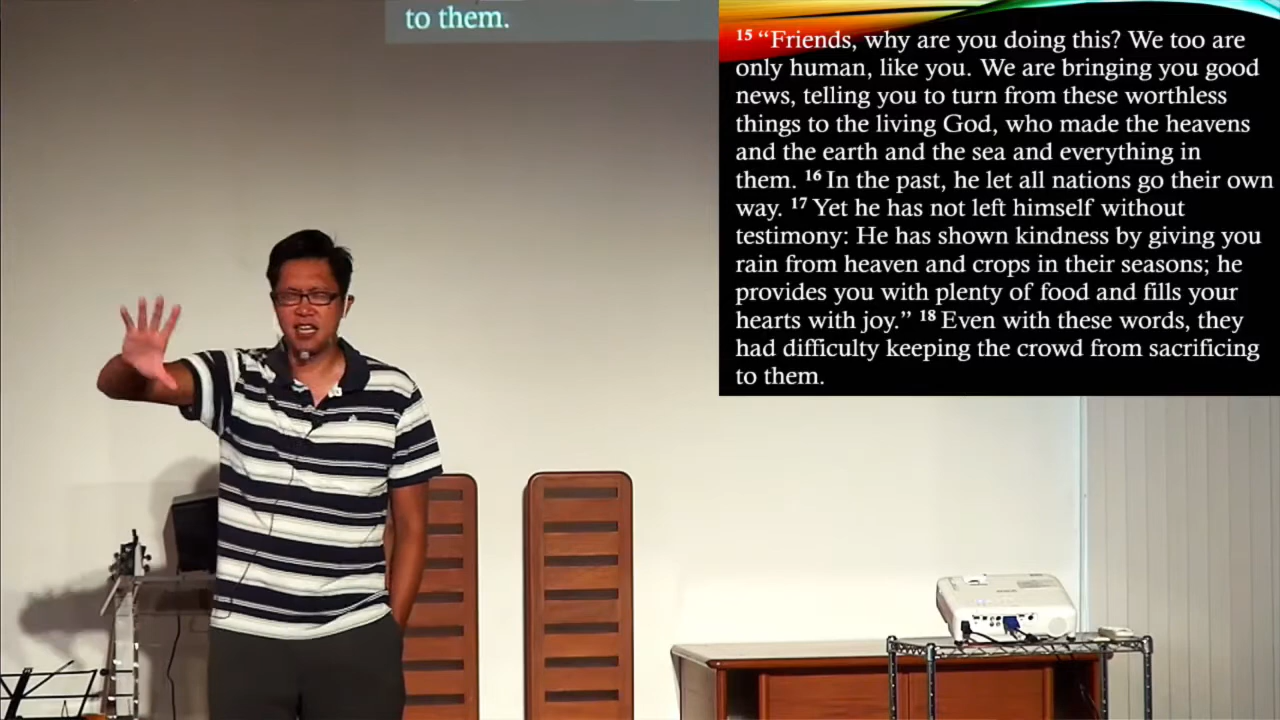 to them.
¹⁵ “Friends, why are you doing this? We too are
only human, like you. We are bringing you good
news, telling you to turn from these worthless
things to the living God, who made the heavens
and the earth and the sea and everything in
them. ¹⁶ In the past, he let all nations go their own
way. ¹⁷ Yet he has not left himself without
testimony: He has shown kindness by giving you
rain from heaven and crops in their seasons; he
provides you with plenty of food and fills your
hearts with joy.” ¹⁸ Even with these words, they
had difficulty keeping the crowd from sacrificing
to them.